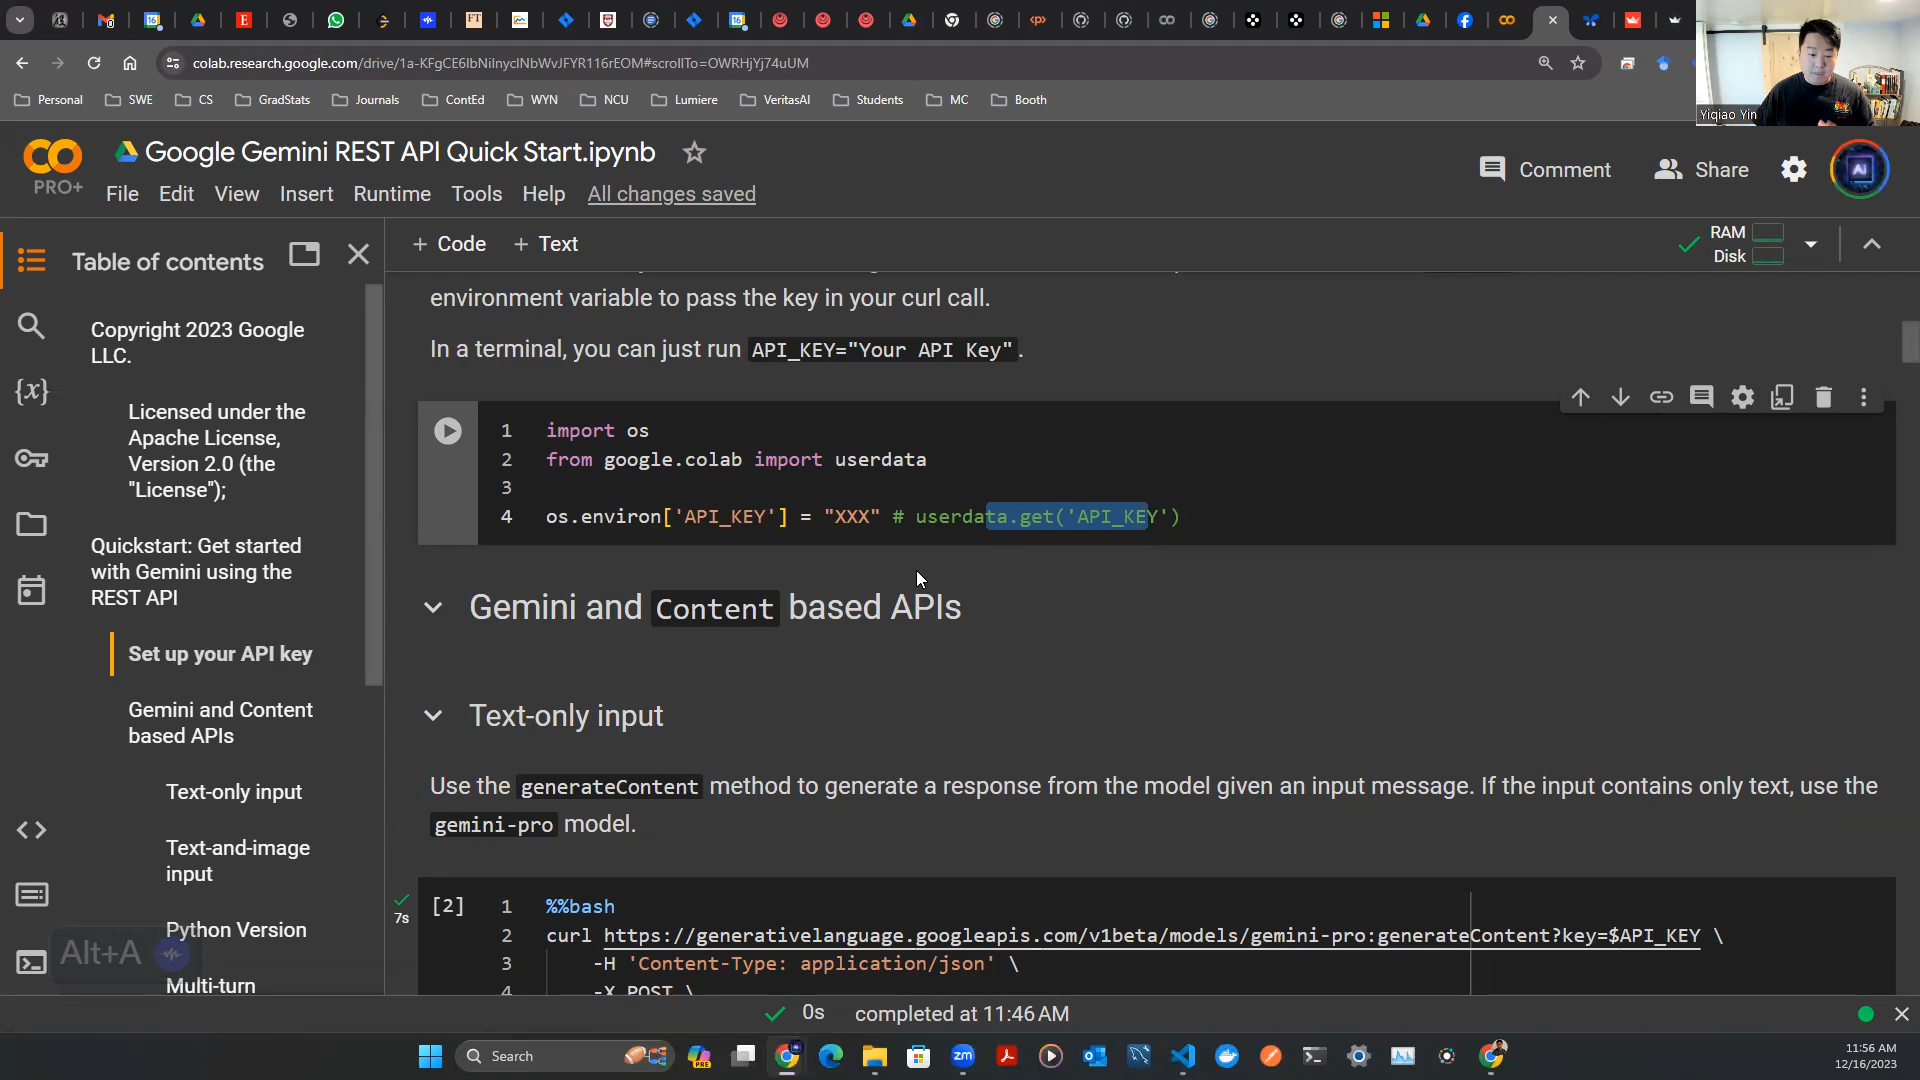 colab.research.google.com/drive/1a-KFgCE6lbNiInyclNbWvJFYR116rEOM#scrollTo=OWRHjYj74uUM
Personal SWE CS GradStats Journals ContEd WYN NCU Lumiere VeritasAI Students MC Booth
Yiqiao Yin
Google Gemini REST API Quick Start.ipynb
PRO+
File Edit View Insert Runtime Tools Help All changes saved
Comment Share
Table of contents
+ Code + Text
RAM
Disk
Copyright 2023 Google
LLC.
Licensed under the
Apache License,
Version 2.0 (the
"License");
Quickstart: Get started
with Gemini using the
REST API
Set up your API key
Gemini and Content
based APIs
Text-only input
Text-and-image
input
Python Version
Multi-turn
Alt+A
environment variable to pass the key in your curl call.
In a terminal, you can just run API_KEY="Your API Key".
1 import os
2 from google.colab import userdata
3
4 os.environ['API_KEY'] = "XXX" # userdata.get('API_KEY')
Gemini and Content based APIs
Text-only input
Use the generateContent method to generate a response from the model given an input message. If the input contains only text, use the
gemini-pro model.
[2] 1 %%bash
7s
2 curl https://generativelanguage.googleapis.com/v1beta/models/gemini-pro:generateContent?key=$API_KEY \
3 -H 'Content-Type: application/json' \
4 -X POST \
0s completed at 11:46 AM
Search
11:56 AM
12/16/2023